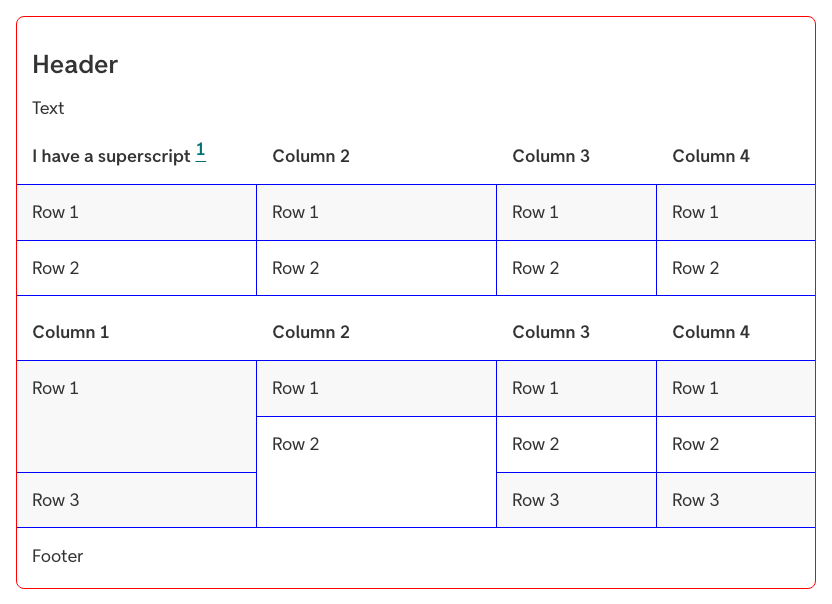 Header
Text
I have a superscript 1 Column 2 Column 3 Column 4
Row 1 Row 1 Row 1 Row 1
Row 2 Row 2 Row 2 Row 2
Column 1 Column 2 Column 3 Column 4
Row 1 Row 1 Row 1 Row 1
Row 2 Row 2 Row 2
Row 3 Row 3 Row 3
Footer